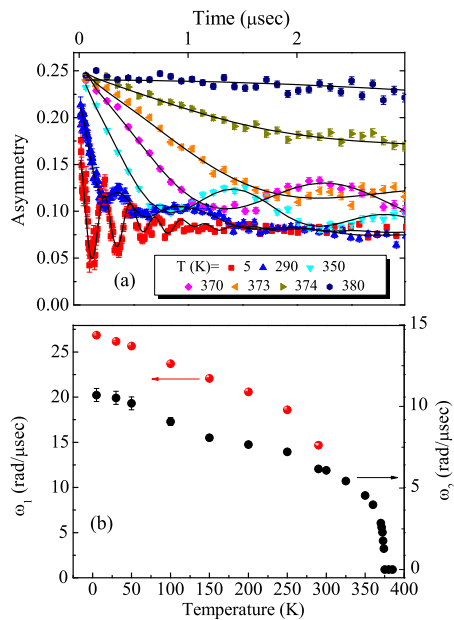 Time (μsec)
0 1 2
0.25
0.20
0.15
0.10
0.05
0.00
Asymmetry
(a)
T (K)= 5 290 350
370 373 374 380
25
20
15
10
5
0
ω1 (rad/μsec)
15
10
5
0
ω2 (rad/μsec)
(b)
0 50 100 150 200 250 300 350 400
Temperature (K)